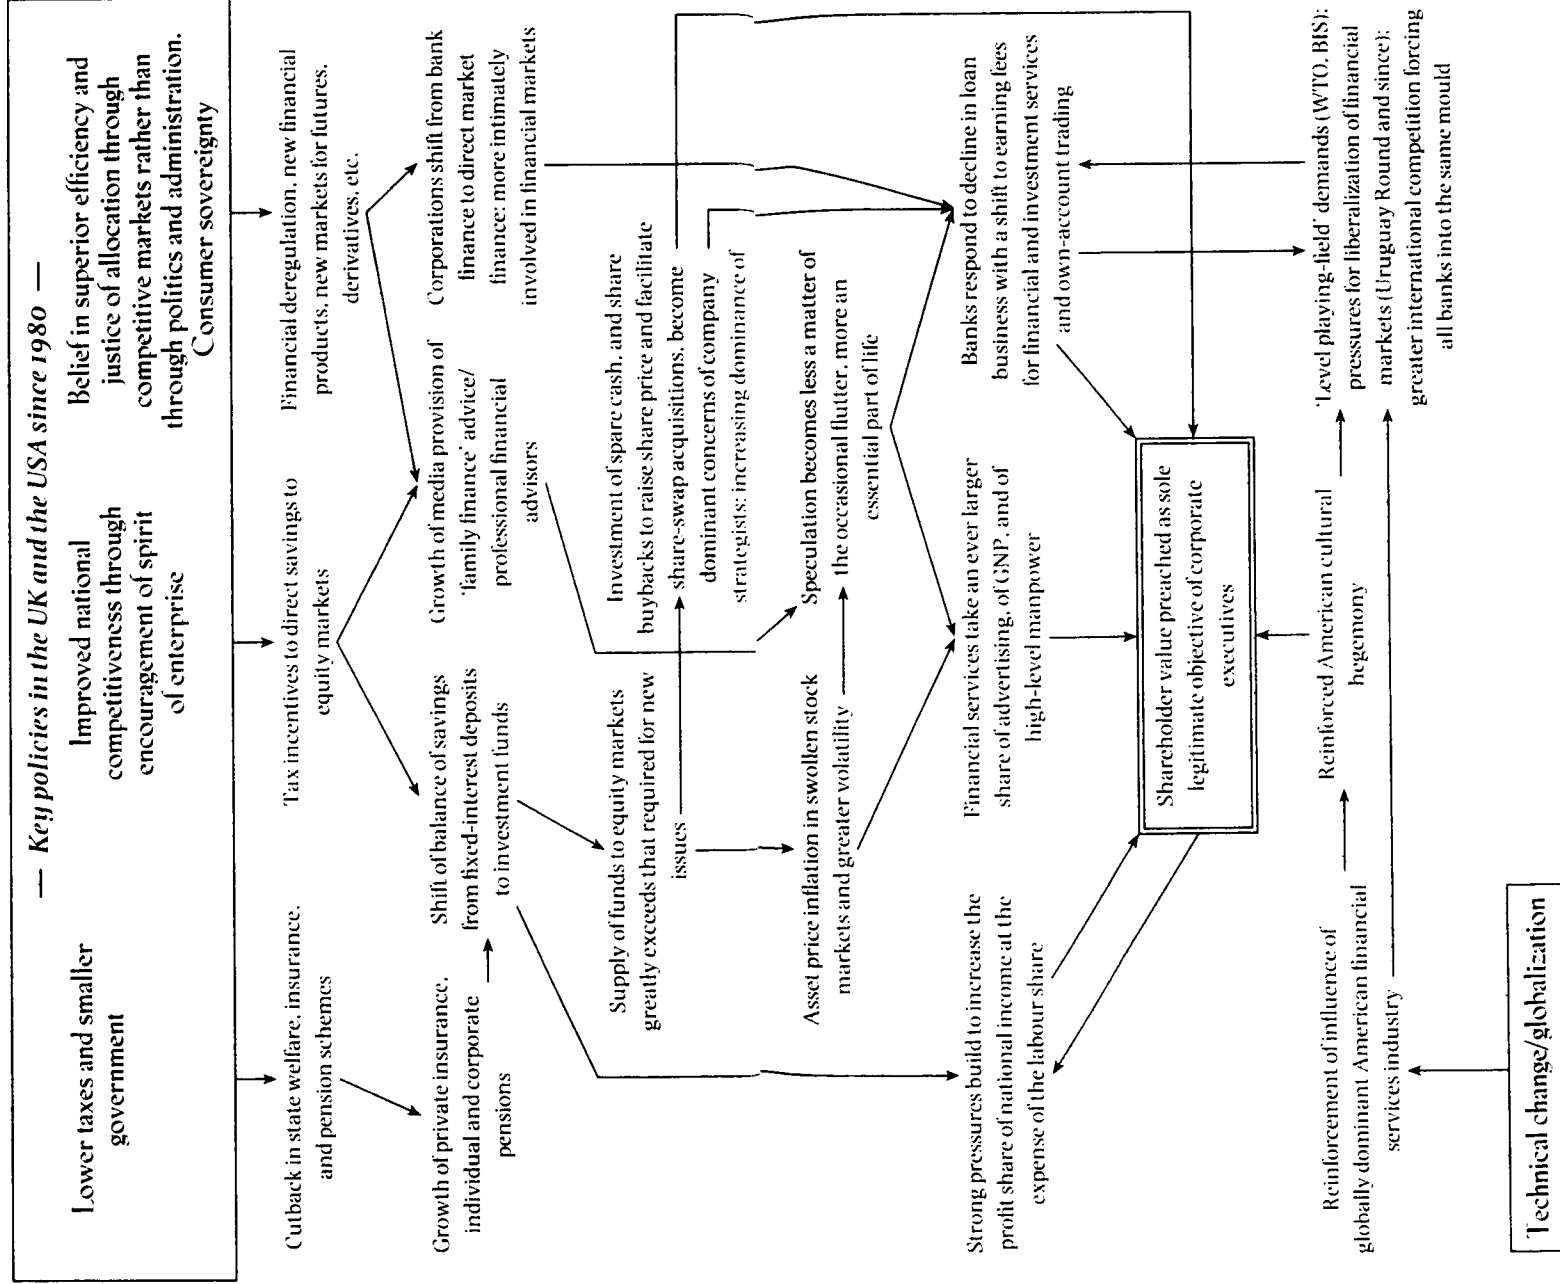 — Key policies in the UK and the USA since 1980 —
Lower taxes and smaller
government
Improved national
competitiveness through
encouragement of spirit
of enterprise
Belief in superior efficiency and
justice of allocation through
competitive markets rather than
through politics and administration.
Consumer sovereignty
Cutback in state welfare, insurance,
and pension schemes
Tax incentives to direct savings to
equity markets
Financial deregulation, new financial
products, new markets for futures,
derivatives, etc.
Growth of private insurance,
individual and corporate
pensions
Shift of balance of savings
from fixed-interest deposits
to investment funds
Growth of media provision of
'family finance' advice/
professional financial
advisors
Corporations shift from bank
finance to direct market
finance: more intimately
involved in financial markets
Supply of funds to equity markets
greatly exceeds that required for new
issues
Investment of spare cash, and share
buybacks to raise share price and facilitate
share-swap acquisitions, become
dominant concerns of company
strategists: increasing dominance of
Asset price inflation in swollen stock
markets and greater volatility
Speculation becomes less a matter of
the occasional flutter, more an
essential part of life
Strong pressures build to increase the
profit share of national income at the
expense of the labour share
Financial services take an ever larger
share of advertising, of GNP, and of
high-level manpower
Banks respond to decline in loan
business with a shift to earning fees
for financial and investment services
and own-account trading
Shareholder value preached as sole
legitimate objective of corporate
executives
Reinforcement of influence of
globally dominant American financial
services industry
Reinforced American cultural
hegemony
'Level playing-field' demands (WTO, BIS):
pressures for liberalization of financial
markets (Uruguay Round and since):
greater international competition forcing
all banks into the same mould
Technical change/globalization